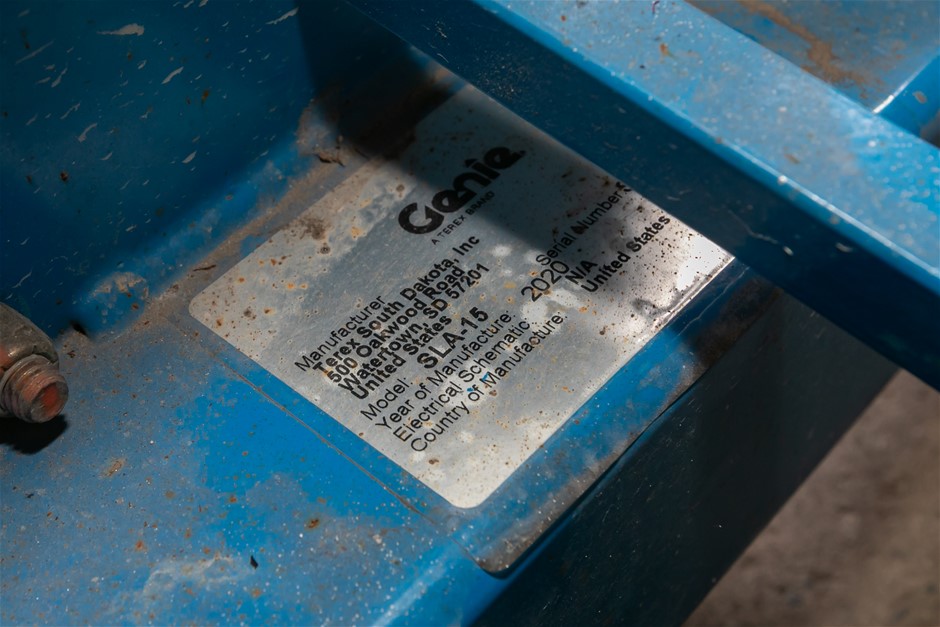 Genie
A TEREX BRAND
Manufacturer
Terex South Dakota, Inc
500 Oakwood Road
Watertown, SD 57201
United States
Model: SLA-15 Serial Number
Year of Manufacture: 2020
Electrical Schematic: N/A
Country of Manufacture: United States